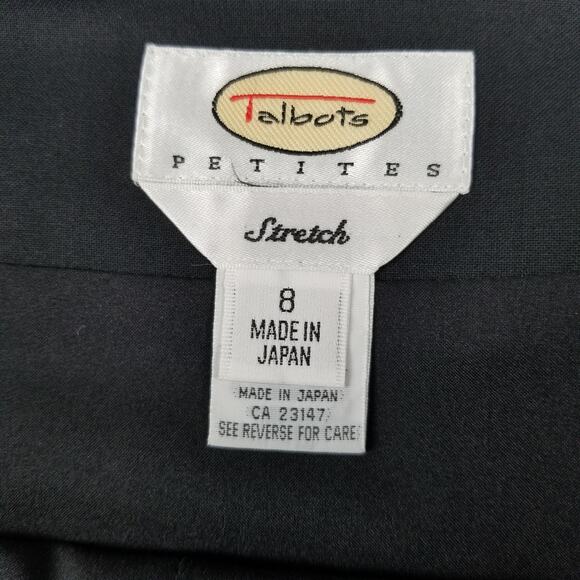 Talbots
PETITES
Stretch
8
MADE IN
JAPAN
MADE IN JAPAN
CA 23147
SEE REVERSE FOR CARE